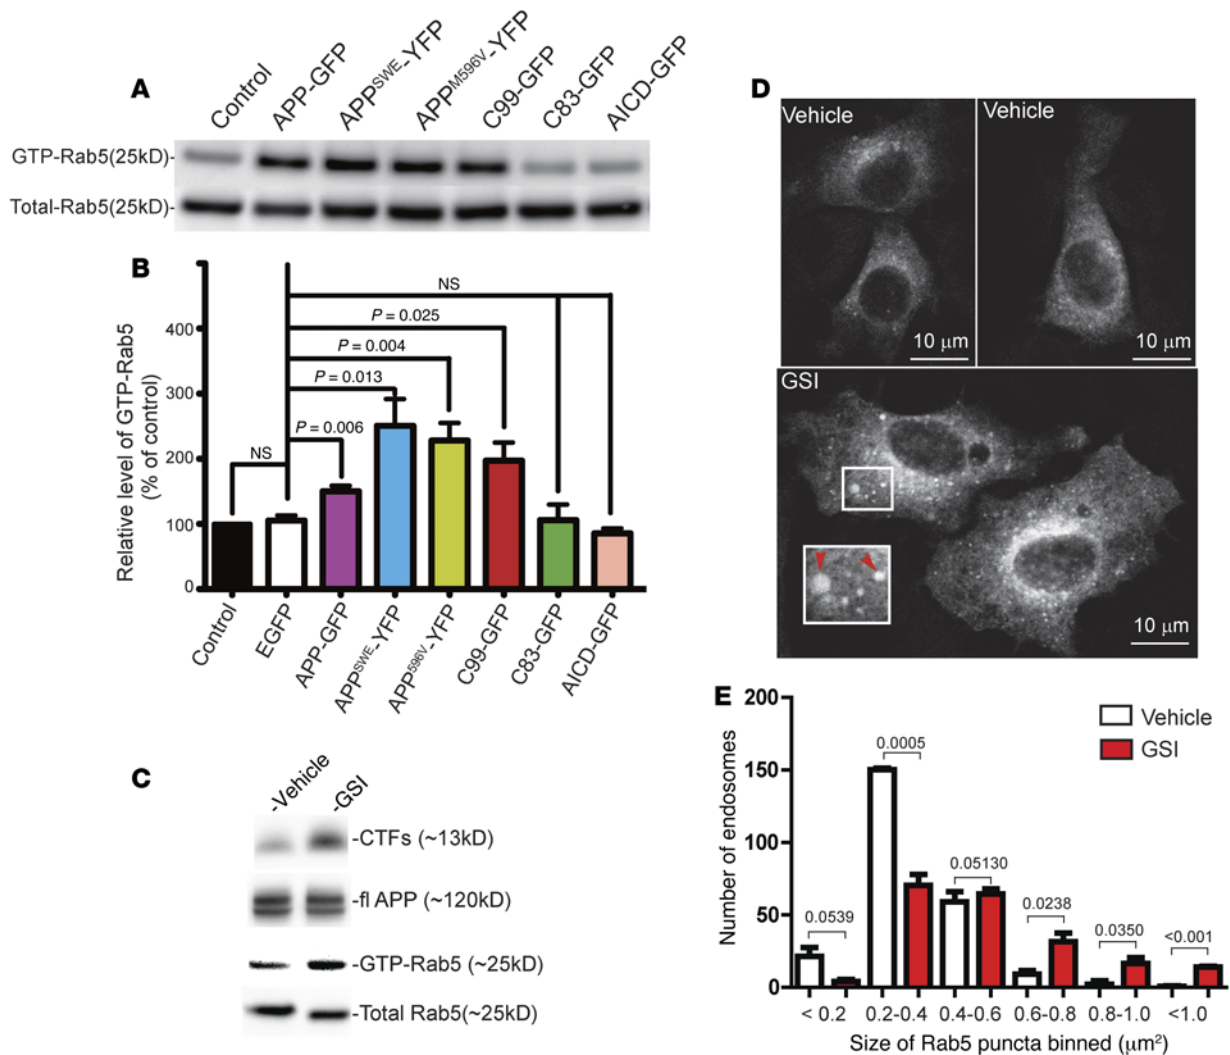 A
Control
APP-GFP
APPSWE-YFP
APPM596V-YFP
C99-GFP
C83-GFP
AICD-GFP
GTP-Rab5(25kD)-
Total-Rab5(25kD)-
B
Relative level of GTP-Rab5
(% of control)
400
300
200
100
0
NS
P = 0.025
P = 0.004
P = 0.013
P = 0.006
NS
Control
EGFP
APP-GFP
APPSWE-YFP
APP596V-YFP
C99-GFP
C83-GFP
AICD-GFP
C
-Vehicle
-GSI
-CTFs (~13kD)
-fl APP (~120kD)
-GTP-Rab5 (~25kD)
-Total Rab5(~25kD)
D
Vehicle
10 μm
Vehicle
10 μm
GSI
10 μm
E
Number of endosomes
200
150
100
50
0
Vehicle
GSI
0.0539
0.0005
0.05130
0.0238
0.0350
<0.001
< 0.2
0.2-0.4
0.4-0.6
0.6-0.8
0.8-1.0
<1.0
Size of Rab5 puncta binned (μm²)